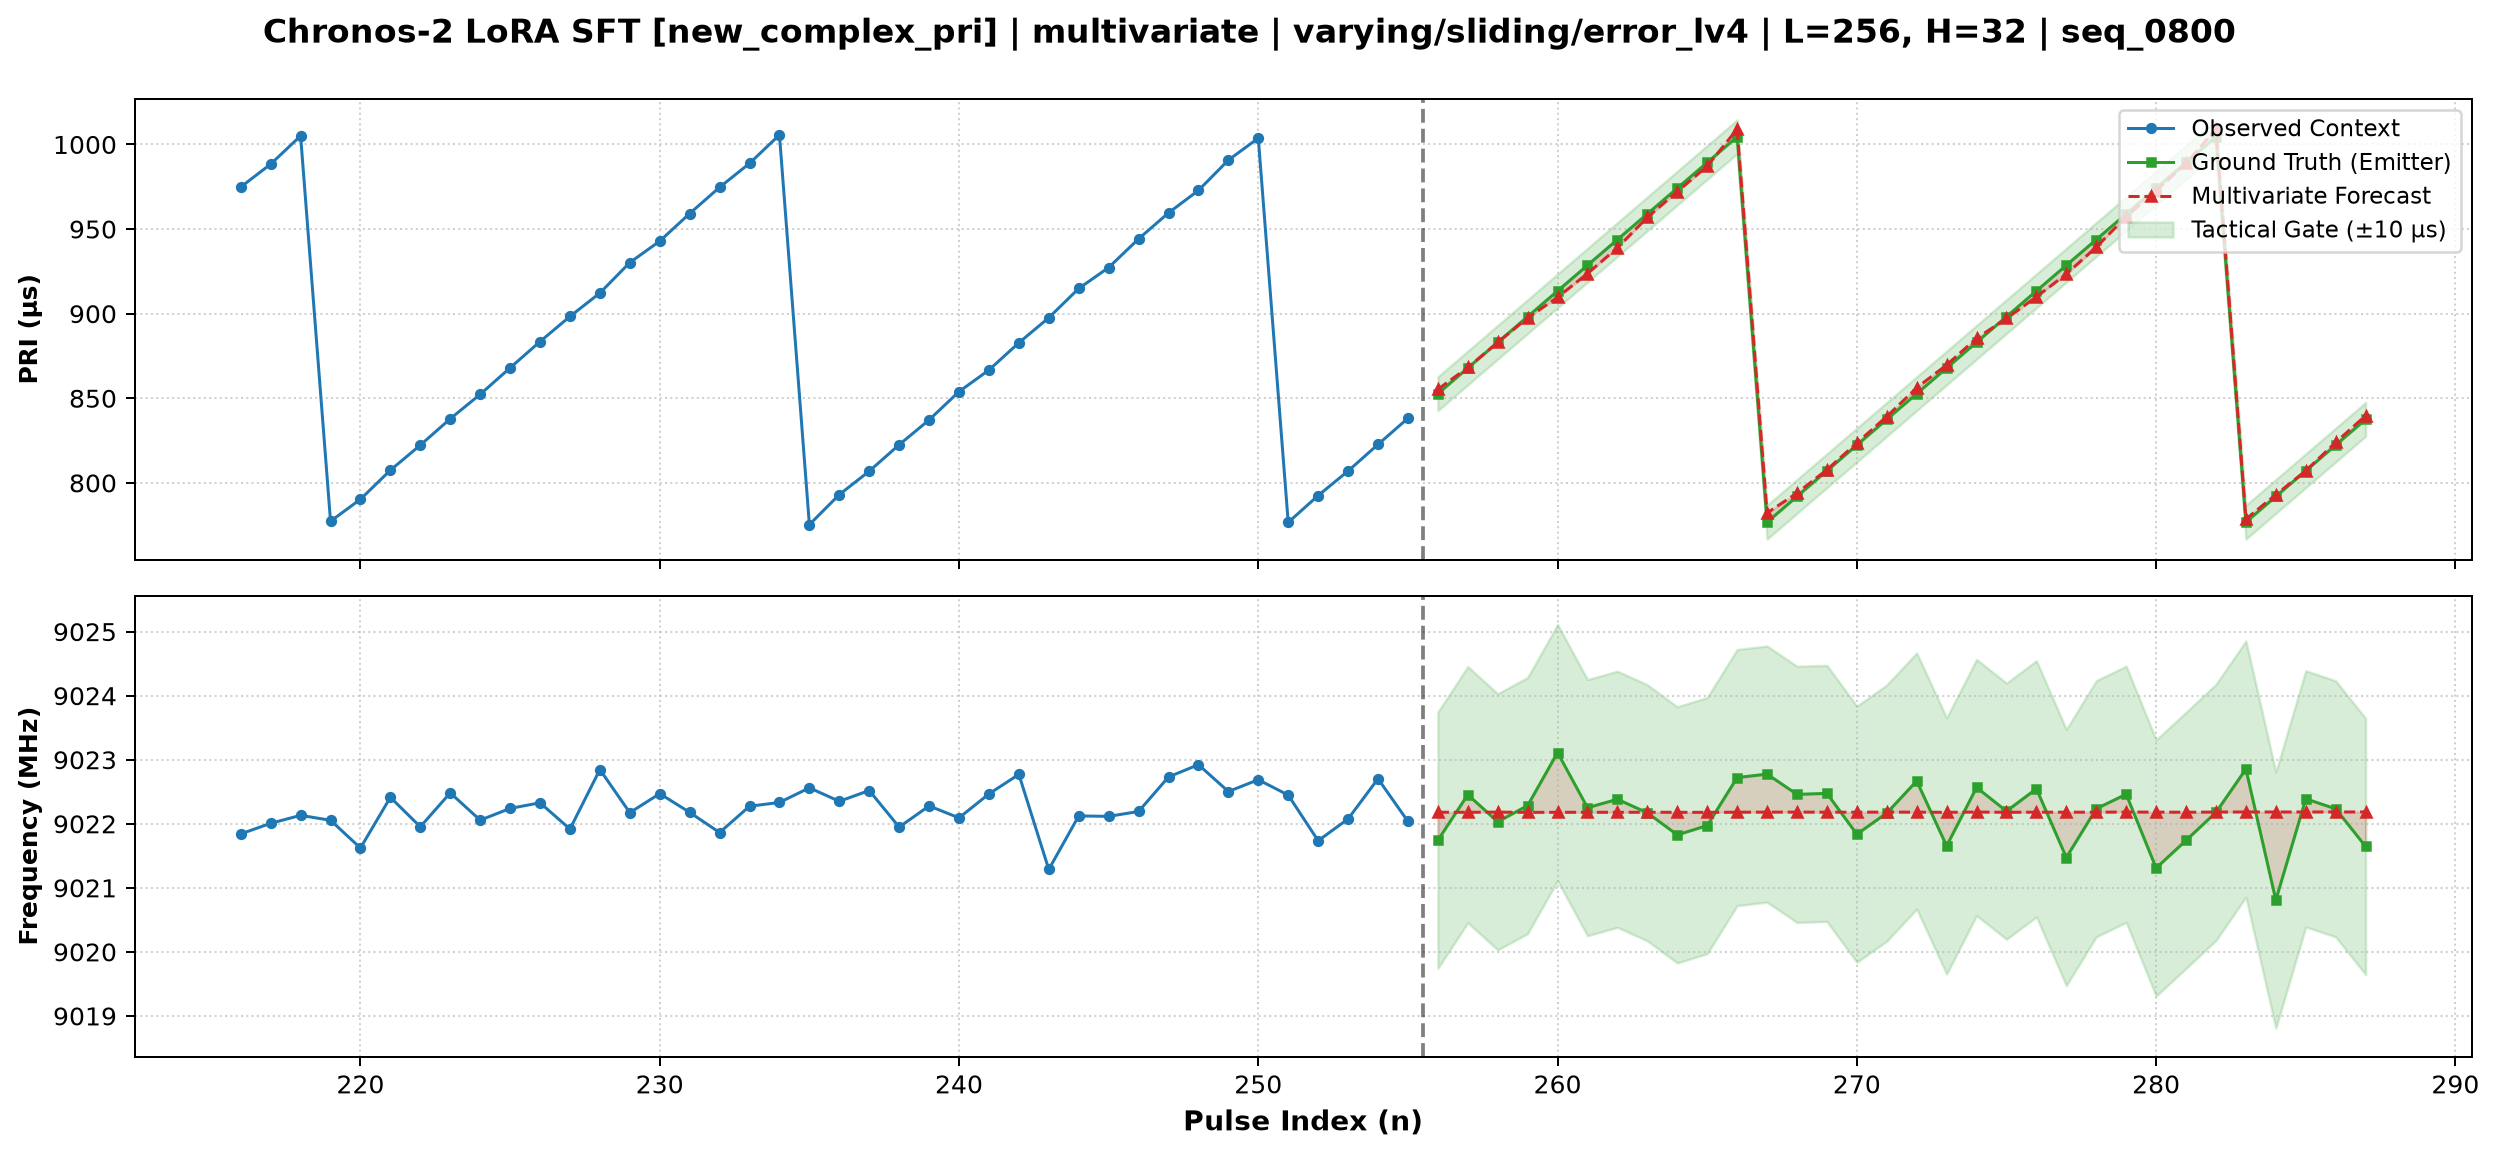 Chronos-2 LoRA SFT [new_complex_pri] | multivariate | varying/sliding/error_lv4 | L=256, H=32 | seq_0800
PRI (µs)
1000
950
900
850
800
Observed Context
Ground Truth (Emitter)
Multivariate Forecast
Tactical Gate (±10 µs)
Frequency (MHz)
9025
9024
9023
9022
9021
9020
9019
220 230 240 250 260 270 280 290
Pulse Index (n)